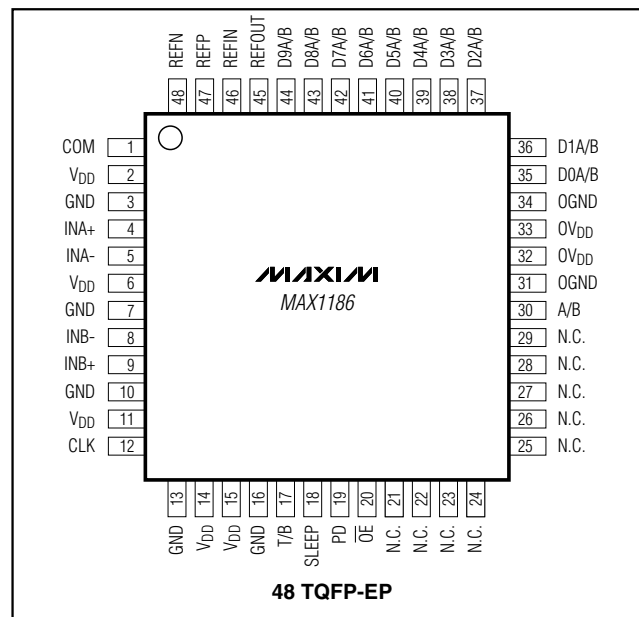 REFN
REFP
REFIN
REFOUT
D9A/B
D8A/B
D7A/B
D6A/B
D5A/B
D4A/B
D3A/B
D2A/B
48
47
46
45
44
43
42
41
40
39
38
37
COM 1
VDD 2
GND 3
INA+ 4
INA- 5
VDD 6
GND 7
INB- 8
INB+ 9
GND 10
VDD 11
CLK 12
MAXIM
MAX1186
36 D1A/B
35 D0A/B
34 OGND
33 OVDD
32 OVDD
31 OGND
30 A/B
29 N.C.
28 N.C.
27 N.C.
26 N.C.
25 N.C.
13
14
15
16
17
18
19
20
21
22
23
24
GND
VDD
VDD
GND
T/B
SLEEP
PD
O̅E̅
N.C.
N.C.
N.C.
N.C.
48 TQFP-EP